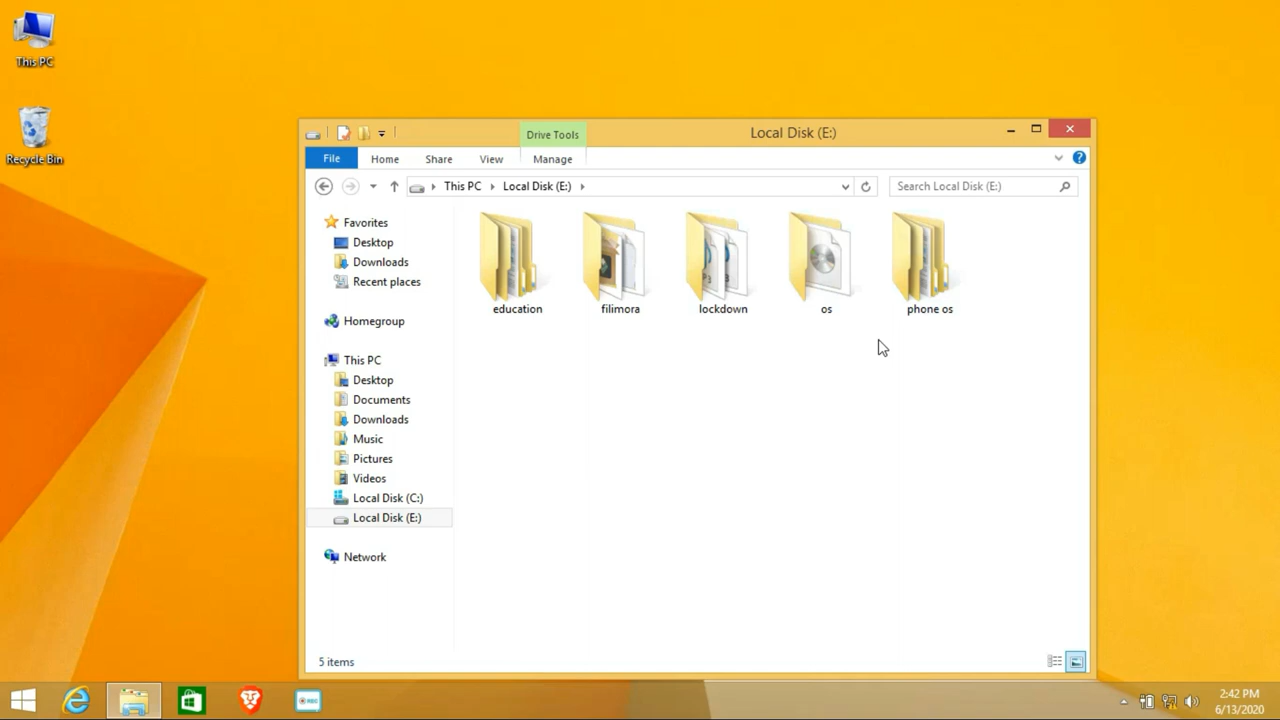 This PC
Recycle Bin
Drive Tools
Local Disk (E:)
File
Home
Share
View
Manage
This PC
Local Disk (E:)
Search Local Disk (E:)
Favorites
Desktop
Downloads
Recent places
Homegroup
This PC
Desktop
Documents
Downloads
Music
Pictures
Videos
Local Disk (C:)
Local Disk (E:)
Network
education
filimora
lockdown
os
phone os
5 items
REC
2:42 PM
6/13/2020